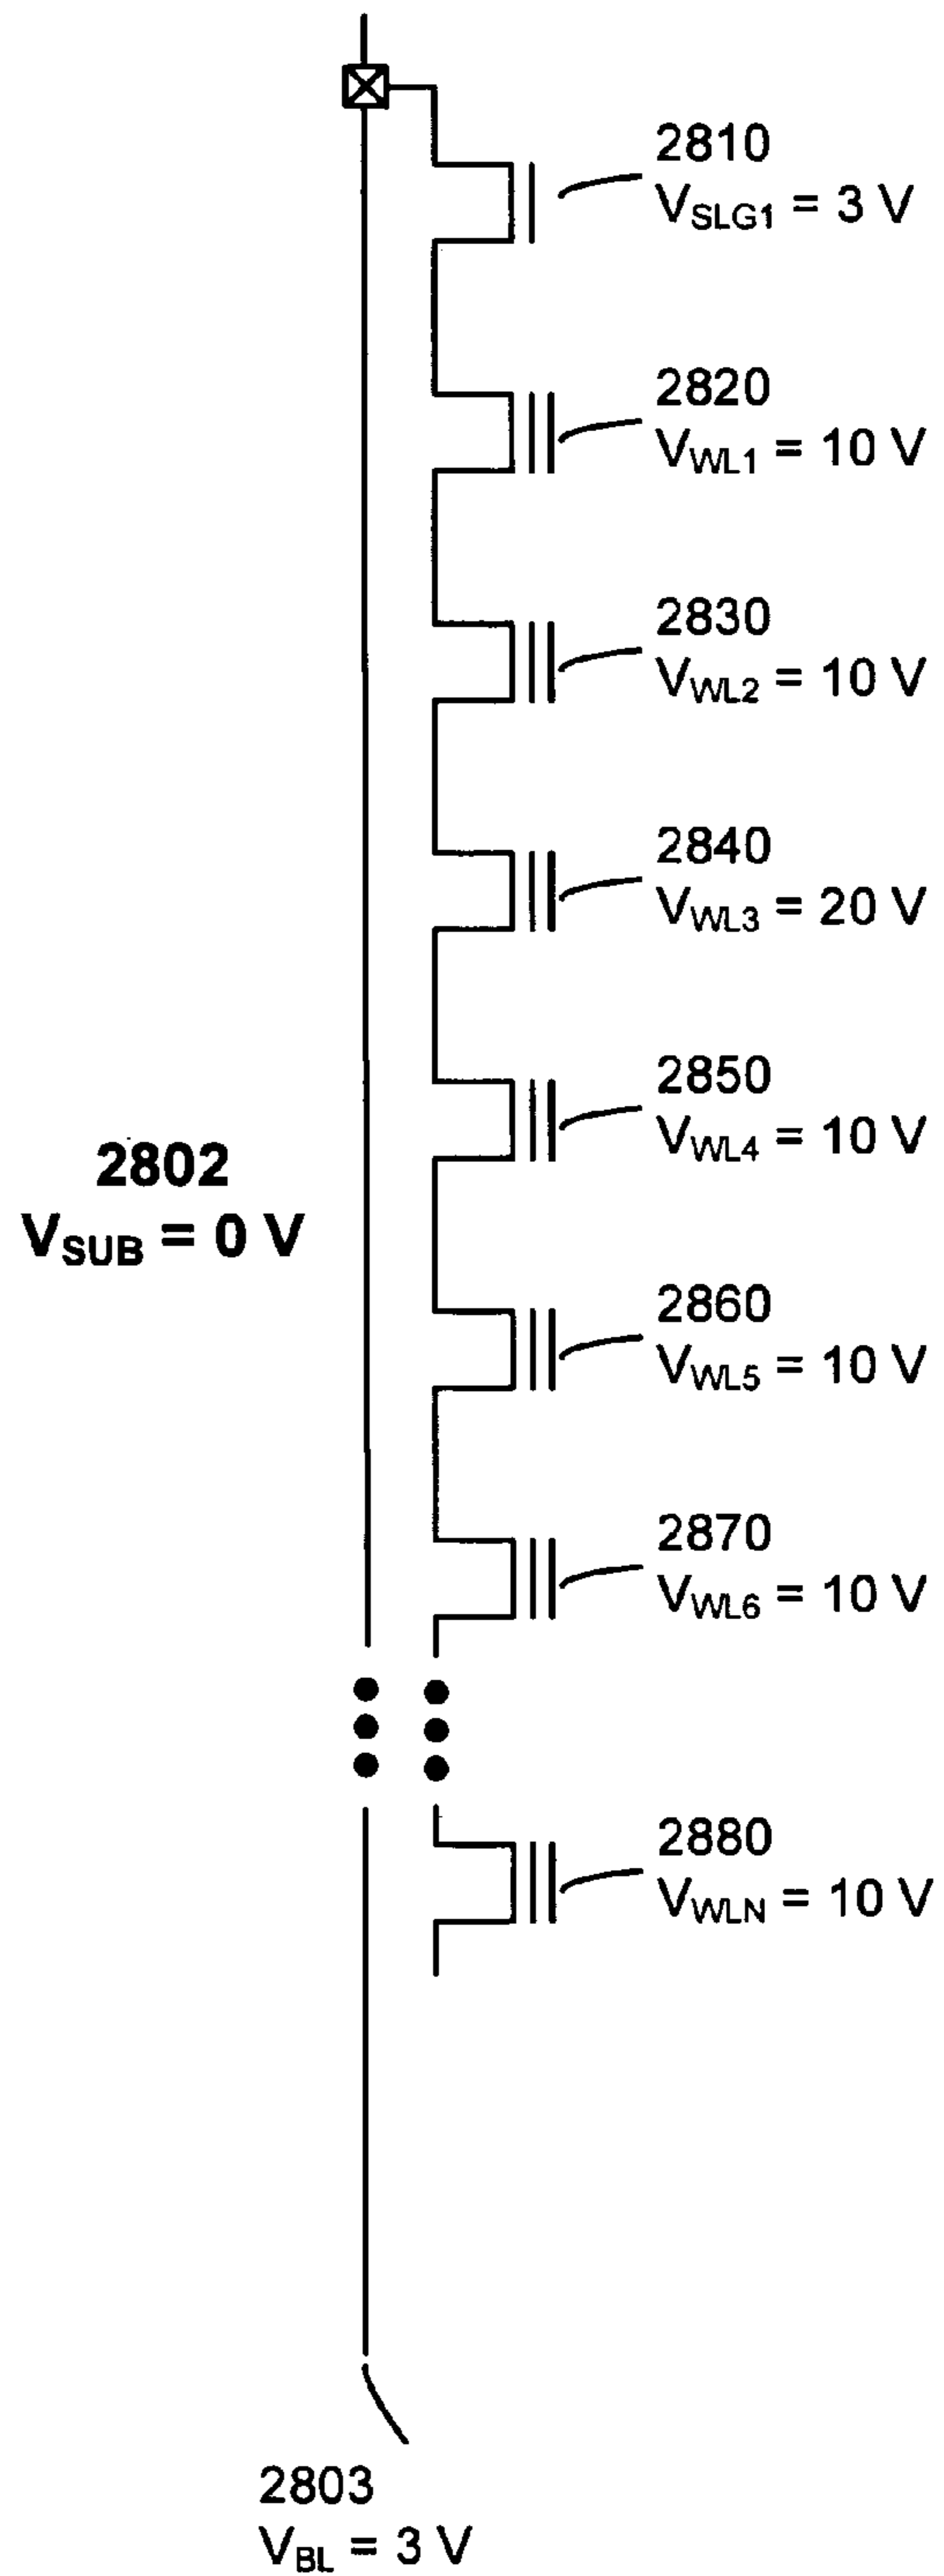 2810
VSLG1 = 3 V
2820
VWL1 = 10 V
2830
VWL2 = 10 V
2840
VWL3 = 20 V
2850
VWL4 = 10 V
2802
VSUB = 0 V
2860
VWL5 = 10 V
2870
VWL6 = 10 V
2880
VWLN = 10 V
2803
VBL = 3 V